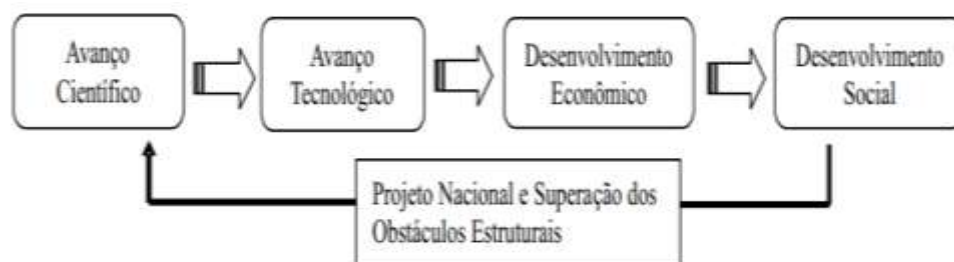 Avanço
Científico
Avanço
Tecnológico
Desenvolvimento
Econômico
Desenvolvimento
Social
Projeto Nacional e Superação dos
Obstáculos Estruturais